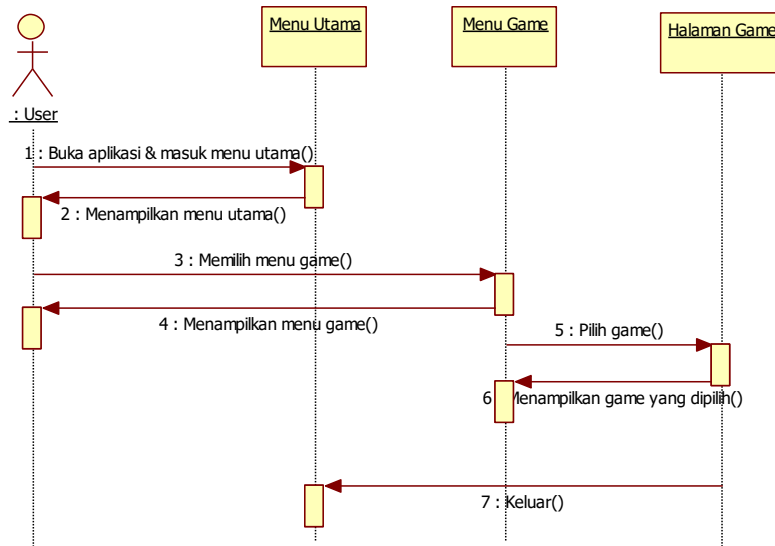 Menu Utama
Menu Game
Halaman Game
: User
1 : Buka aplikasi & masuk menu utama()
2 : Menampilkan menu utama()
3 : Memilih menu game()
4 : Menampilkan menu game()
5 : Pilih game()
6 : Menampilkan game yang dipilih()
7 : Keluar()